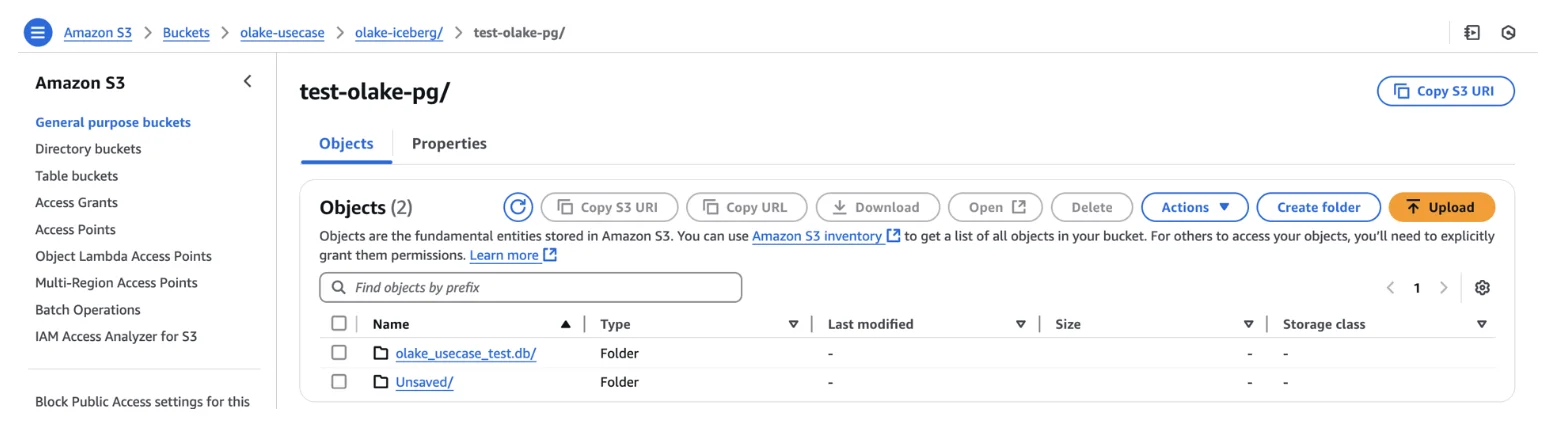 Amazon S3 > Buckets > olake-usecase > olake-iceberg/ > test-olake-pg/
Amazon S3
General purpose buckets
Directory buckets
Table buckets
Access Grants
Access Points
Object Lambda Access Points
Multi-Region Access Points
Batch Operations
IAM Access Analyzer for S3
Block Public Access settings for this
test-olake-pg/
Copy S3 URI
Objects Properties
Objects (2)
Copy S3 URI Copy URL Download Open Delete Actions Create folder Upload
Objects are the fundamental entities stored in Amazon S3. You can use Amazon S3 inventory to get a list of all objects in your bucket. For others to access your objects, you'll need to explicitly
grant them permissions. Learn more
Find objects by prefix
1
Name Type Last modified Size Storage class
olake_usecase_test.db/ Folder - - -
Unsaved/ Folder - - -